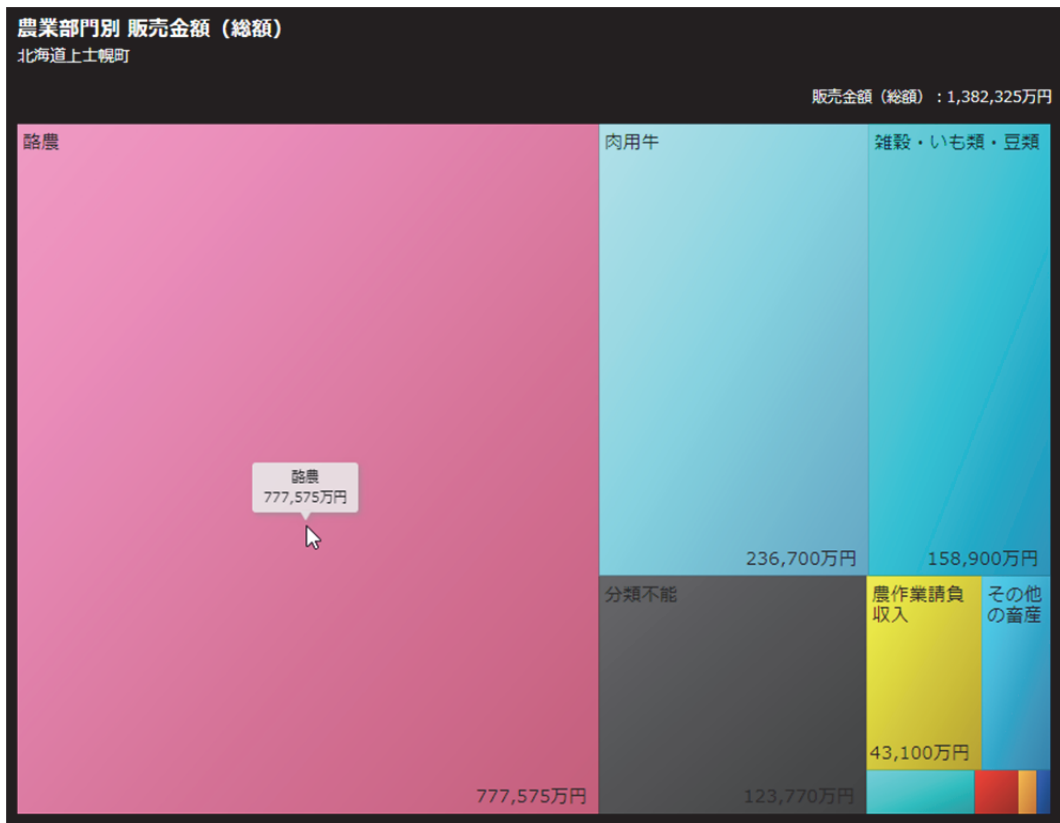 農業部門別 販売金額（総額）
北海道上士幌町
販売金額（総額）：1,382,325万円
酪農
肉用牛
雑穀・いも類・豆類
酪農
777,575万円
236,700万円
158,900万円
分類不能
農作業請負
収入
その他
の畜産
43,100万円
777,575万円
123,770万円